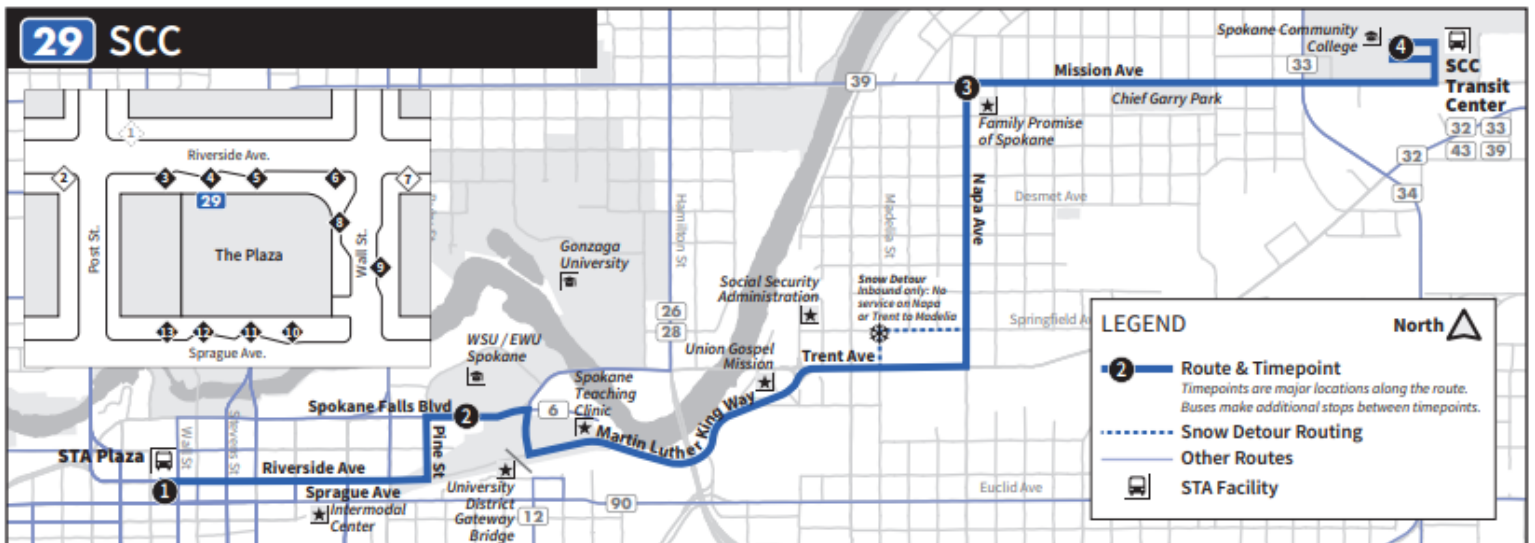 29 SCC
1
Riverside Ave.
2
3
4
5
6
7
29
8
Post St.
The Plaza
Wall St.
9
13
12
11
10
Sprague Ave.
Spokane Community
College
4
33
SCC
Transit
Center
32 33
43 39
39
3
Mission Ave
Chief Garry Park
Family Promise
of Spokane
32
34
Napa Ave
Desmet Ave
Hamilton St
Madelia St
Gonzaga
University
Social Security
Administration
Snow Detour
Inbound only: No
service on Napa
or Trent to Madelia
26
28
WSU / EWU
Spokane
Union Gospel
Mission
Trent Ave
Spokane
Teaching
Clinic
Spokane Falls Blvd
2
6
Martin Luther King Way
Pine St
Wall St
Stevens St
STA Plaza
Riverside Ave
1
Sprague Ave
Intermodal
Center
University
District
Gateway
Bridge
12
90
Euclid Ave
LEGEND
North
2
Route & Timepoint
Timepoints are major locations along the route.
Buses make additional stops between timepoints.
Snow Detour Routing
Other Routes
STA Facility